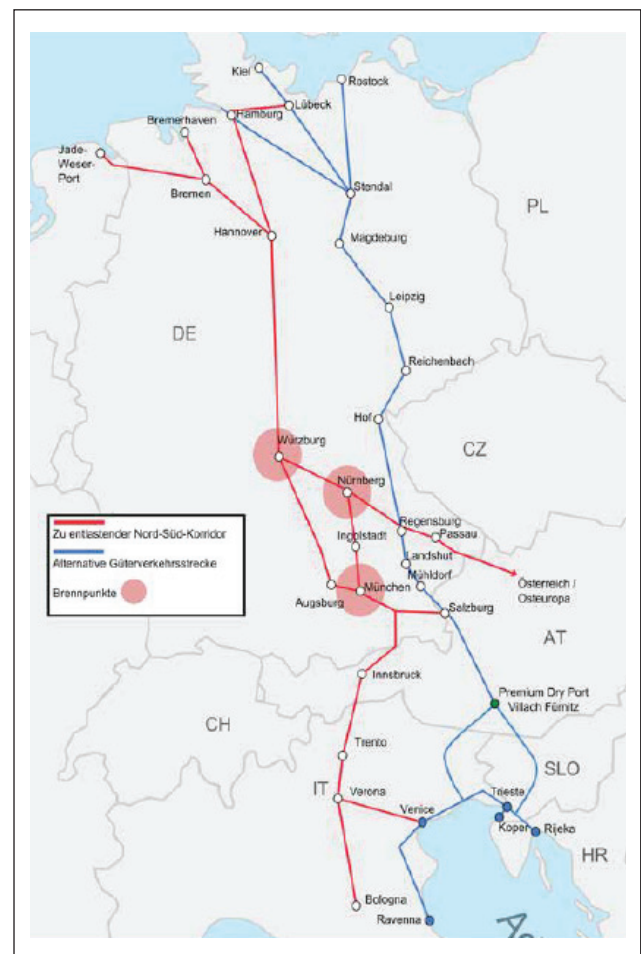 Kiel
Rostock
Lübeck
Hamburg
Bremerhaven
Jade-
Weser-
Port
Bremen
Stendal
PL
Hannover
Magdeburg
Leipzig
DE
Reichenbach
Hof
CZ
Würzburg
Nürnberg
Regensburg
Passau
Zu entlastender Nord-Süd-Korridor
Ingolstadt
Alternative Güterverkehrsstrecke
Landshut
Mühldorf
Österreich /
Osteuropa
Brennpunkte
München
Augsburg
Salzburg
AT
Innsbruck
Premium Dry Port
Villach Fürnitz
CH
Trento
SLO
IT
Verona
Trieste
Venice
Koper
Rijeka
HR
Bologna
Ravenna